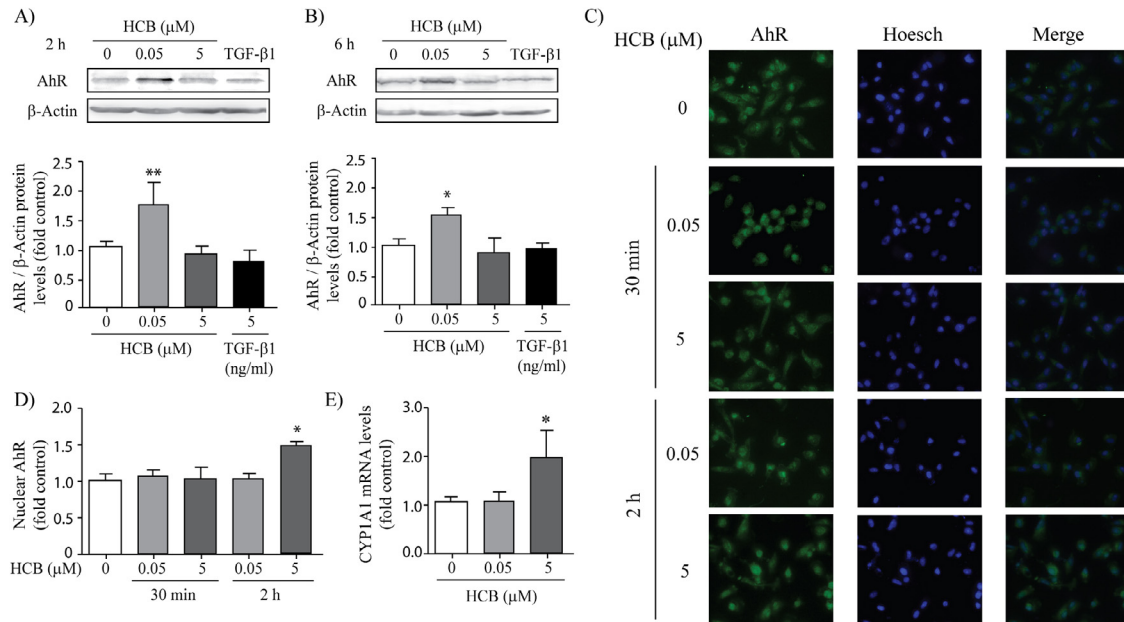 A)
HCB (μM)
2 h
0 0.05 5 TGF-β1
AhR
β-Actin
AhR / β-Actin protein
levels (fold control)
2.5
2.0
1.5
1.0
0.5
0.0
**
0 0.05 5 5
HCB (μM) TGF-β1
(ng/ml)
B)
HCB (μM)
6 h
0 0.05 5 TGF-β1
AhR
β-Actin
AhR / β-Actin protein
levels (fold control)
2.5
2.0
1.5
1.0
0.5
0.0
*
0 0.05 5 5
HCB (μM) TGF-β1
(ng/ml)
C)
HCB (μM) AhR Hoesch Merge
0
30 min
0.05
5
2 h
0.05
5
D)
Nuclear AhR
(fold control)
2.0
1.5
1.0
0.5
0
*
HCB (μM) 0 0.05 5 0.05 5
30 min 2 h
E)
CYP1A1 mRNA levels
(fold control)
3.0
2.0
1.0
0.0
*
0 0.05 5
HCB (μM)